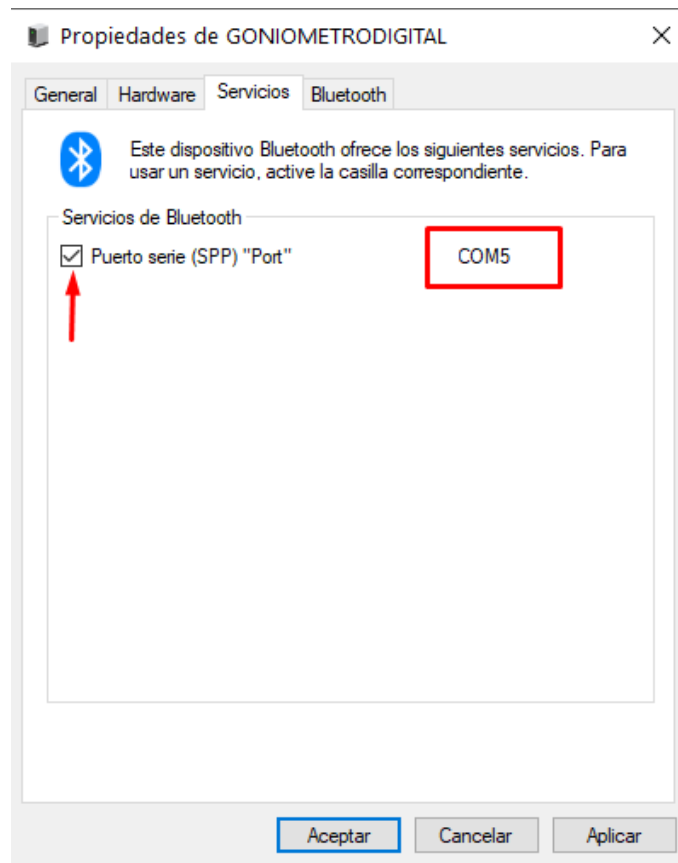 Propiedades de GONIOMETRODIGITAL
General Hardware Servicios Bluetooth
Este dispositivo Bluetooth ofrece los siguientes servicios. Para
usar un servicio, active la casilla correspondiente.
Servicios de Bluetooth
Puerto serie (SPP) "Port" COM5
Aceptar Cancelar Aplicar